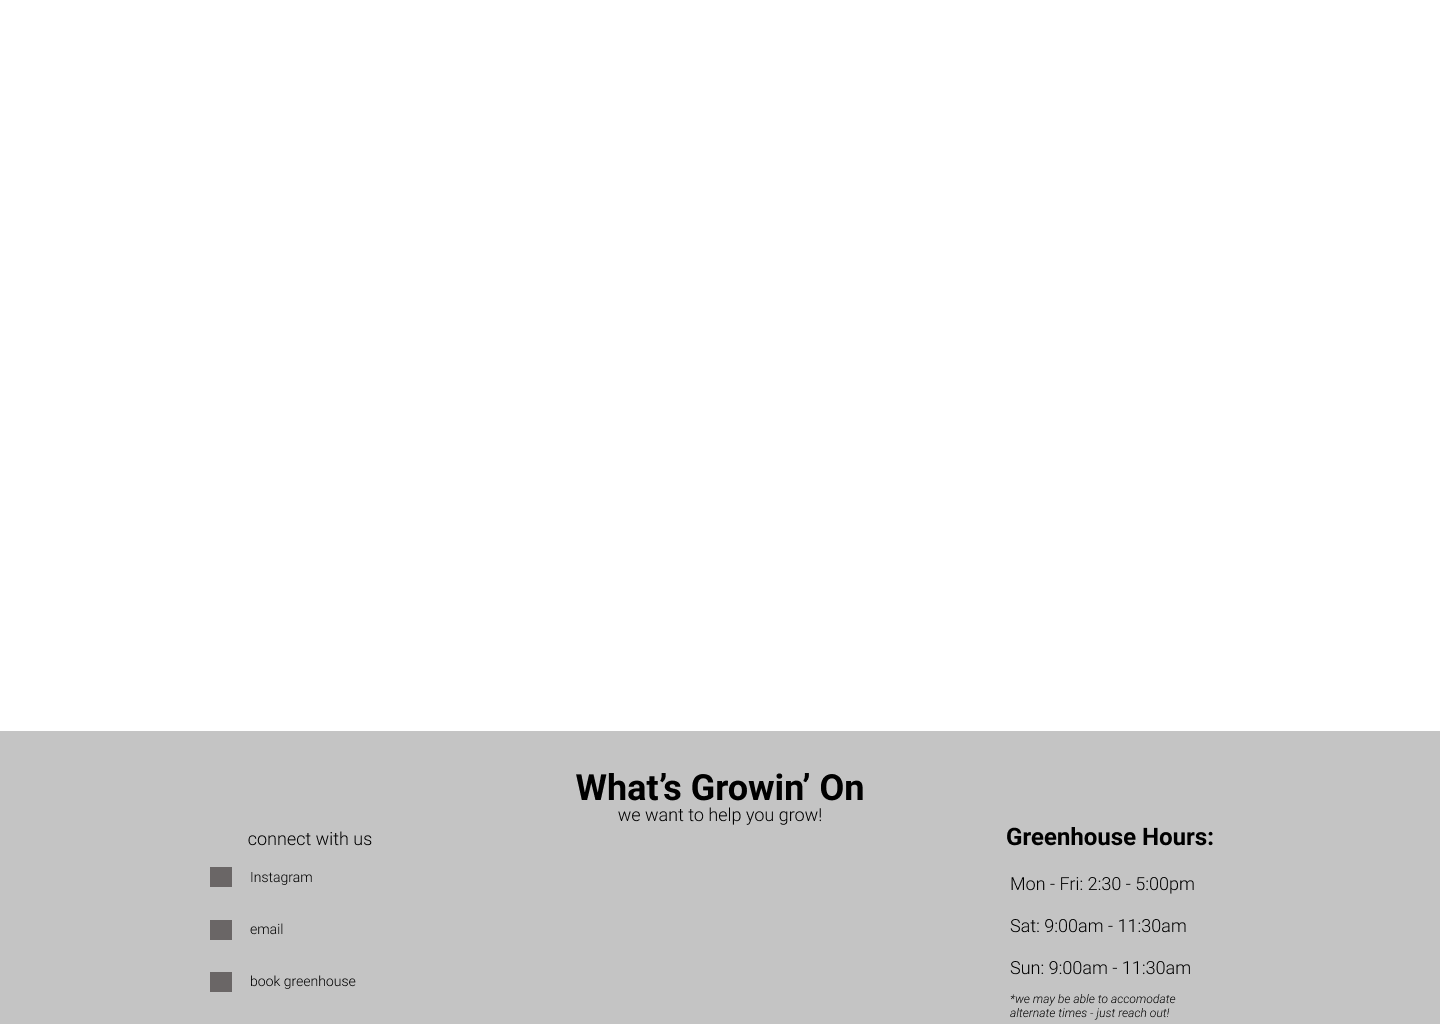 What’s Growin’ On
we want to help you grow!
connect with us
Instagram
email
book greenhouse
Greenhouse Hours:
Mon - Fri: 2:30 - 5:00pm
Sat: 9:00am - 11:30am
Sun: 9:00am - 11:30am
*we may be able to accomodate
alternate times - just reach out!